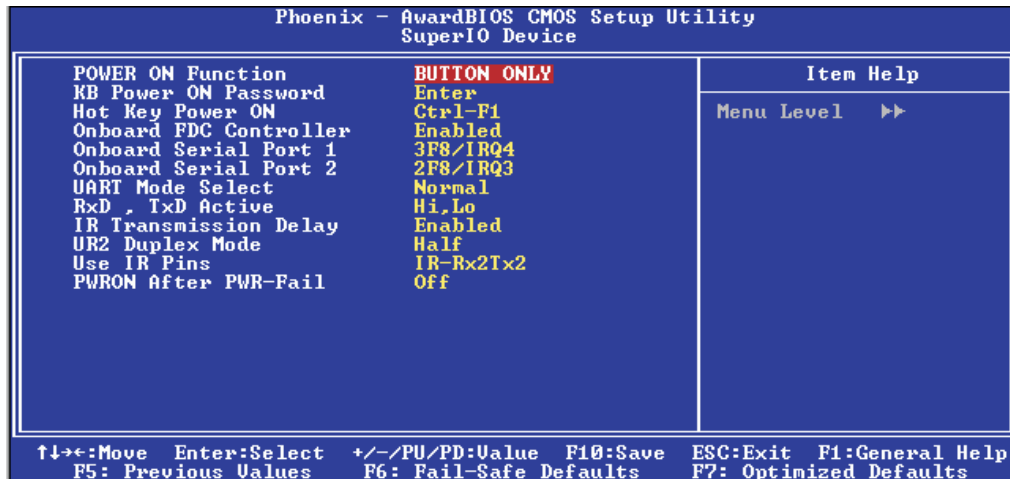 Phoenix - AwardBIOS CMOS Setup Utility
SuperIO Device
POWER ON Function BUTTON ONLY
KB Power ON Password Enter
Hot Key Power ON Ctrl-F1
Onboard FDC Controller Enabled
Onboard Serial Port 1 3F8/IRQ4
Onboard Serial Port 2 2F8/IRQ3
UART Mode Select Normal
RxD , TxD Active Hi,Lo
IR Transmission Delay Enabled
UR2 Duplex Mode Half
Use IR Pins IR-Rx2Tx2
PWRON After PWR-Fail Off
Item Help
Menu Level ▶▶
↑↓→←:Move Enter:Select +/-/PU/PD:Value F10:Save ESC:Exit F1:General Help
F5: Previous Values F6: Fail-Safe Defaults F7: Optimized Defaults